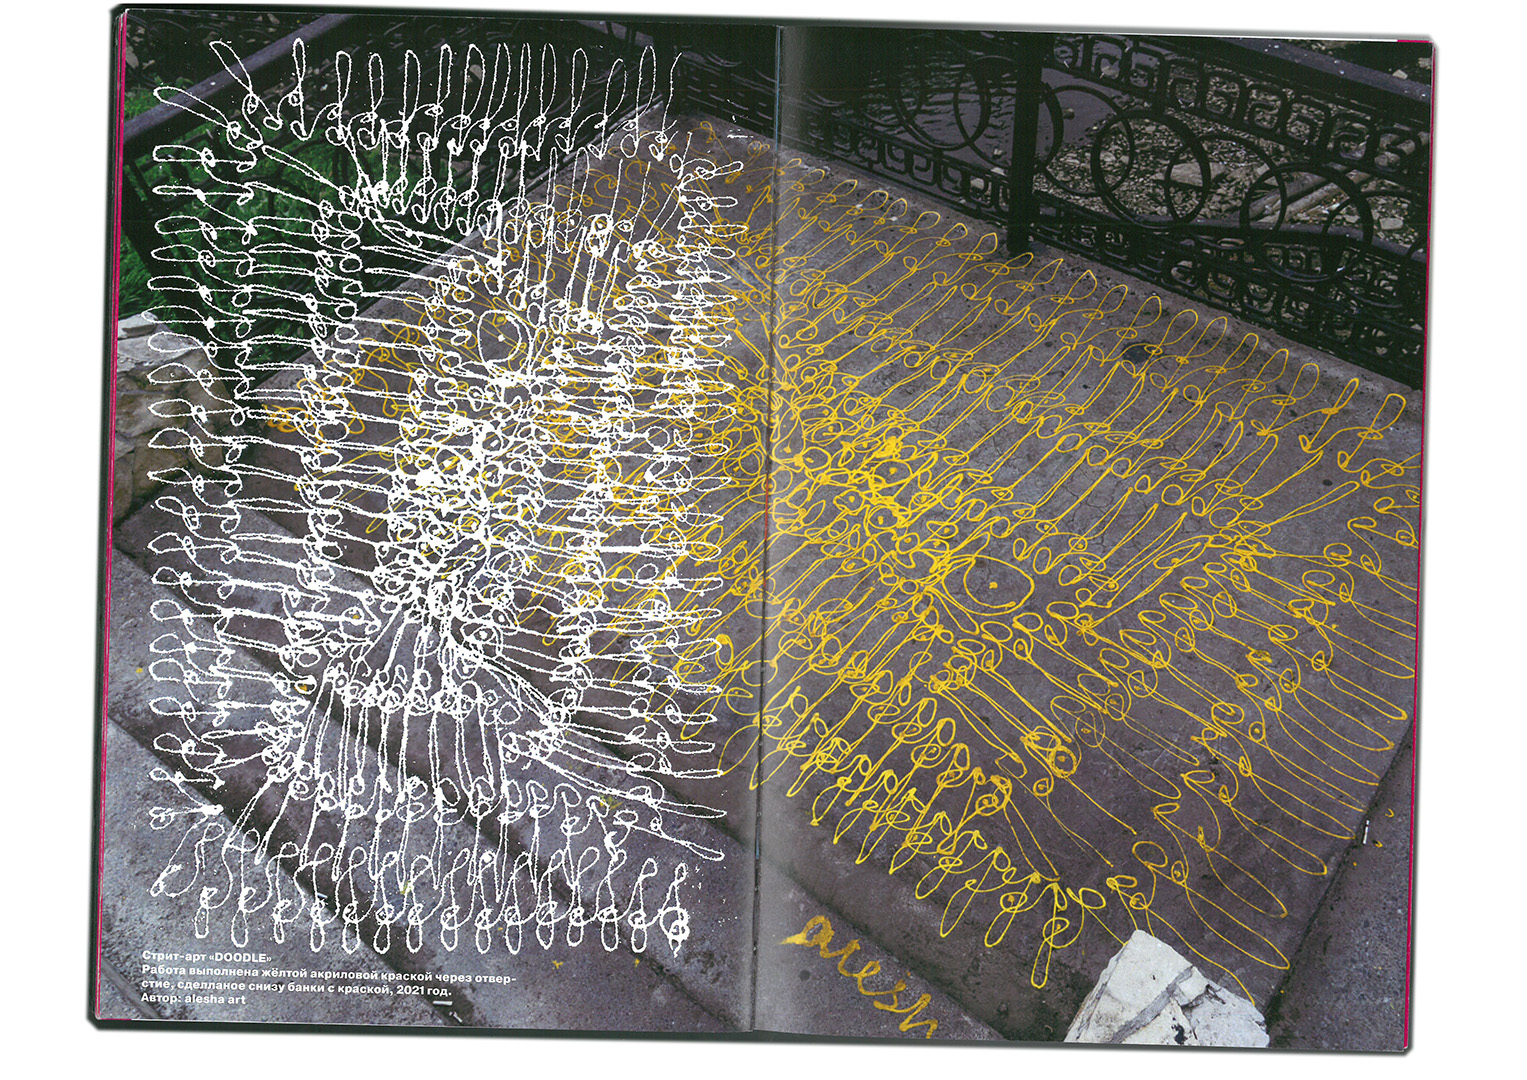 Стрит-арт «DOODLE»
Работа выполнена жёлтой акриловой краской через отвер-
стие, сделланое снизу банки с краской, 2021 год.
Автор: alesha art
alesh